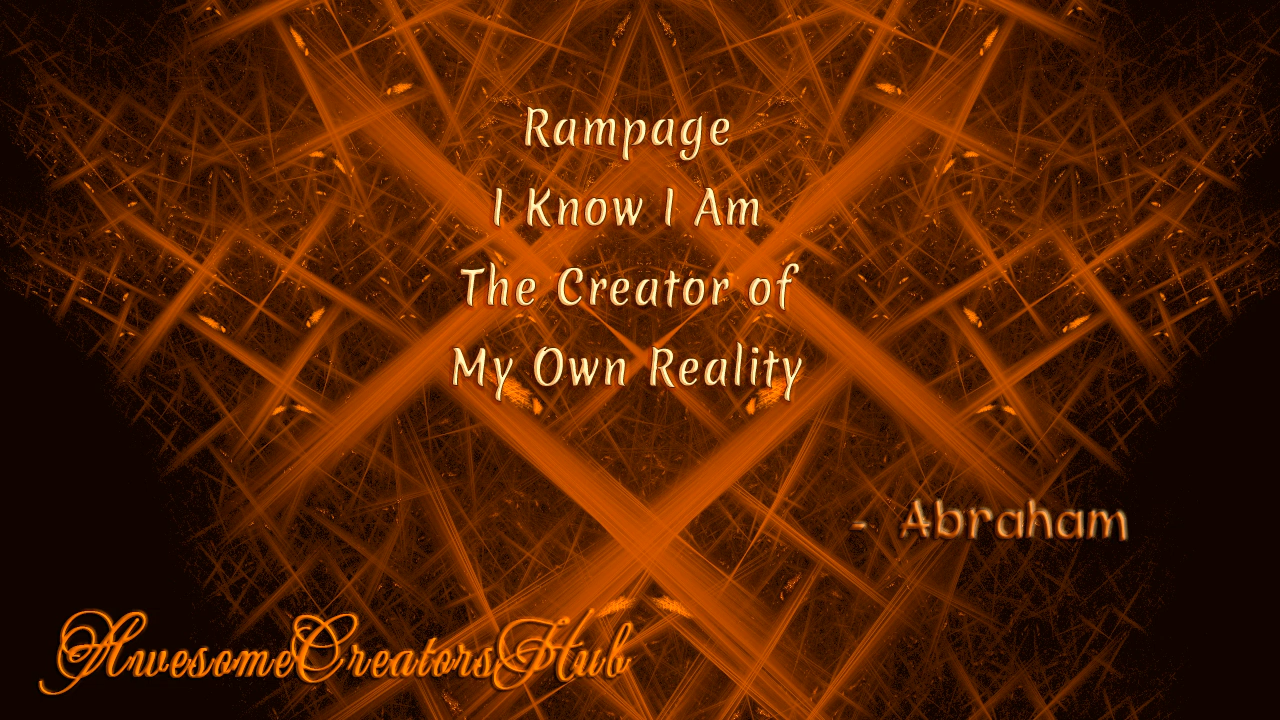 Rampage
I Know I Am
The Creator of
My Own Reality
- Abraham
AwesomeCreatorsHub